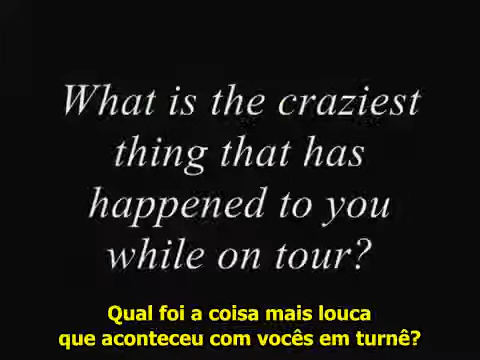 What is the craziest
thing that has
happened to you
while on tour?
Qual foi a coisa mais louca
que aconteceu com vocês em turnê?